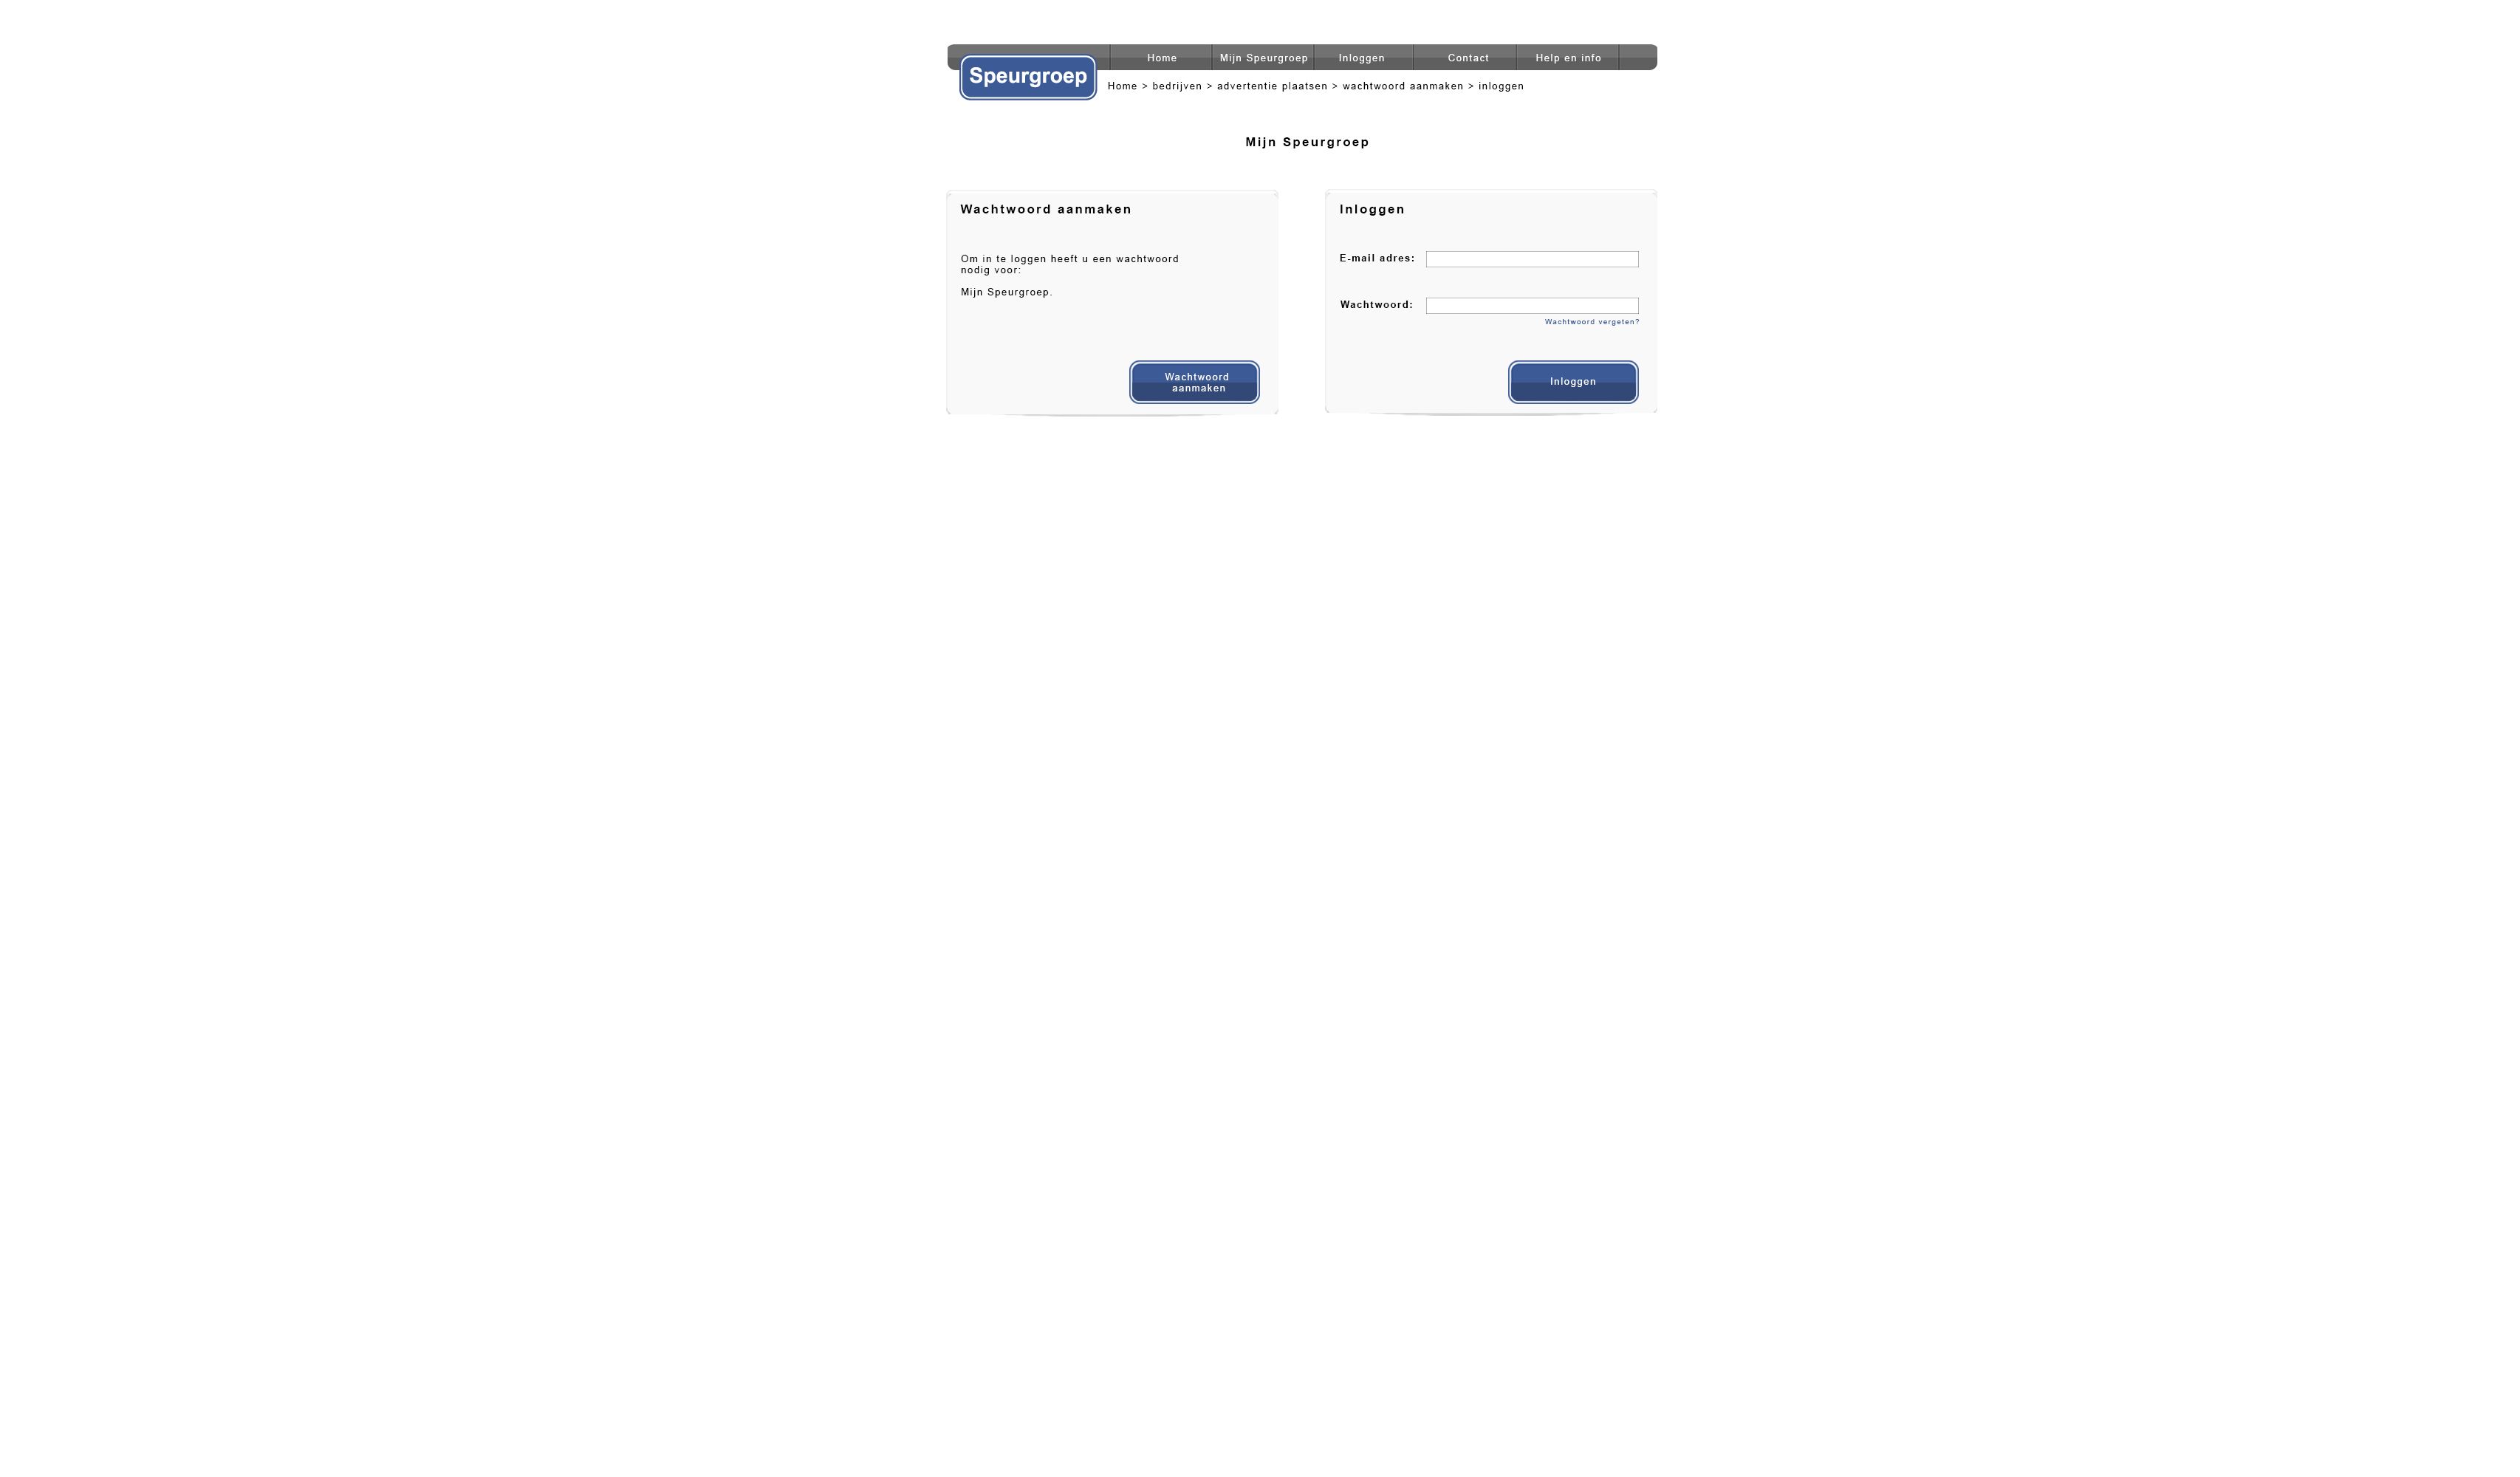 Home
Mijn Speurgroep
Inloggen
Contact
Help en info
Speurgroep
Home > bedrijven > advertentie plaatsen > wachtwoord aanmaken > inloggen
Mijn Speurgroep
Wachtwoord aanmaken
Om in te loggen heeft u een wachtwoord
nodig voor:
Mijn Speurgroep.
Wachtwoord
aanmaken
Inloggen
E-mail adres:
Wachtwoord:
Wachtwoord vergeten?
Inloggen